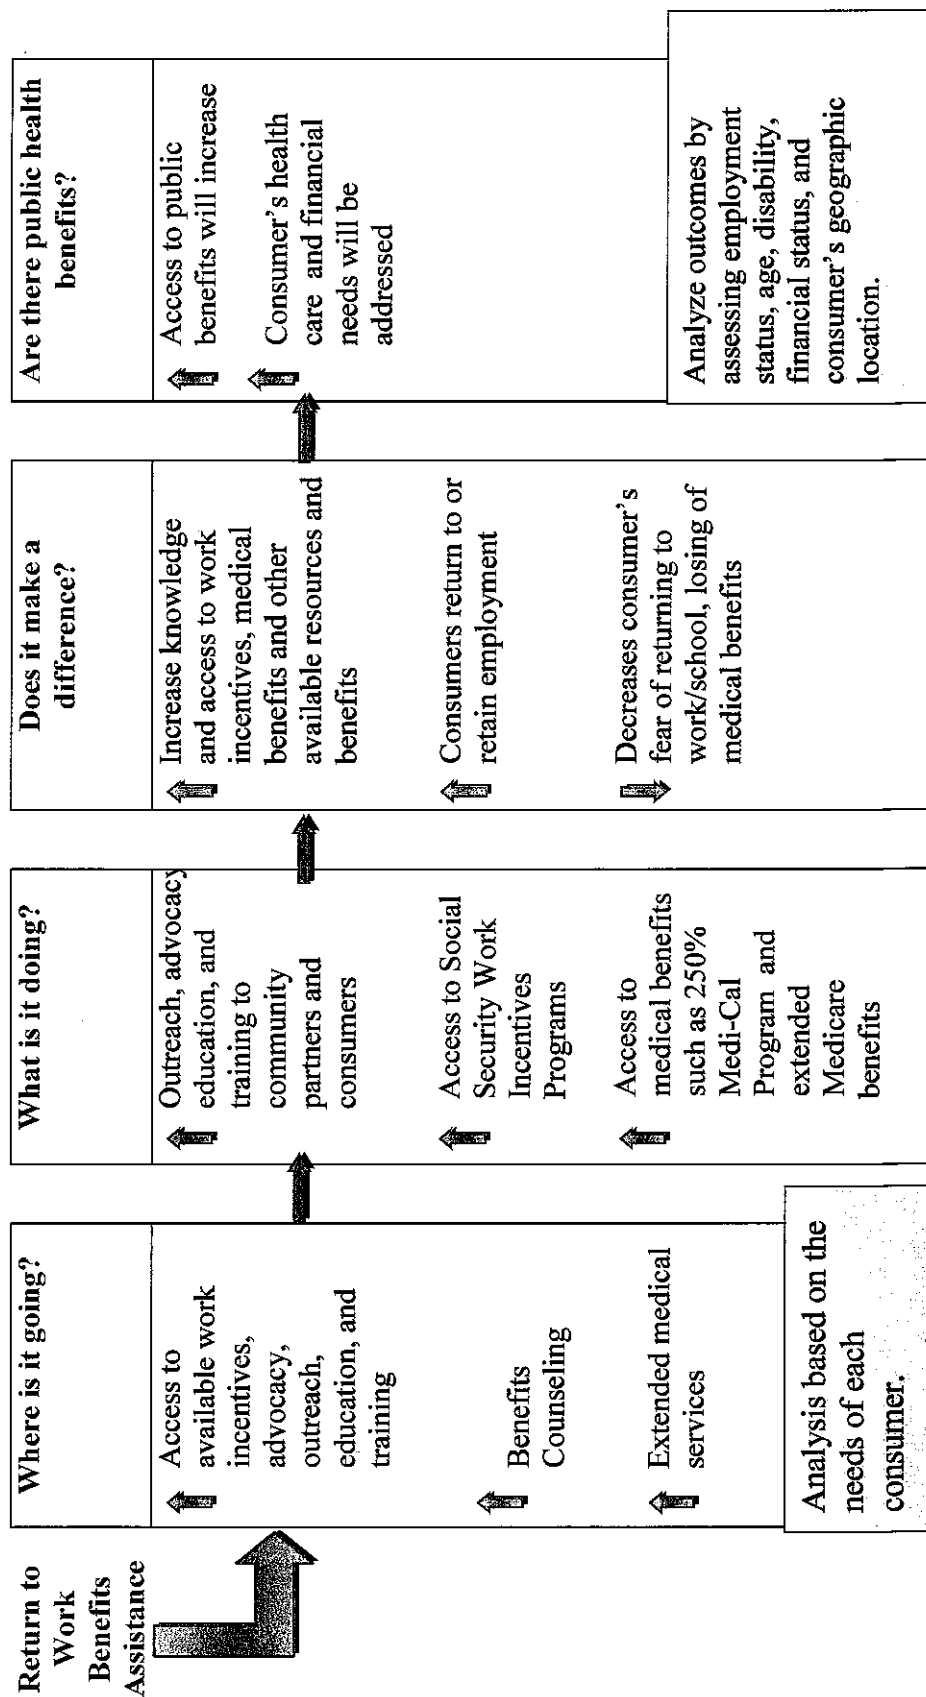 Return to
Work
Benefits
Assistance
Where is it going?
Access to
available work
incentives,
advocacy,
outreach,
education, and
training
Benefits
Counseling
Extended medical
services
Analysis based on the
needs of each
consumer.
What is it doing?
Outreach, advocacy
education, and
training to
community
partners and
consumers
Access to Social
Security Work
Incentives
Programs
Access to
medical benefits
such as 250%
Medi-Cal
Program and
extended
Medicare
benefits
Does it make a
difference?
Increase knowledge
and access to work
incentives, medical
benefits and other
available resources and
benefits
Consumers return to or
retain employment
Decreases consumer's
fear of returning to
work/school, losing of
medical benefits
Are there public health
benefits?
Access to public
benefits will increase
Consumer's health
care and financial
needs will be
addressed
Analyze outcomes by
assessing employment
status, age, disability,
financial status, and
consumer's geographic
location.